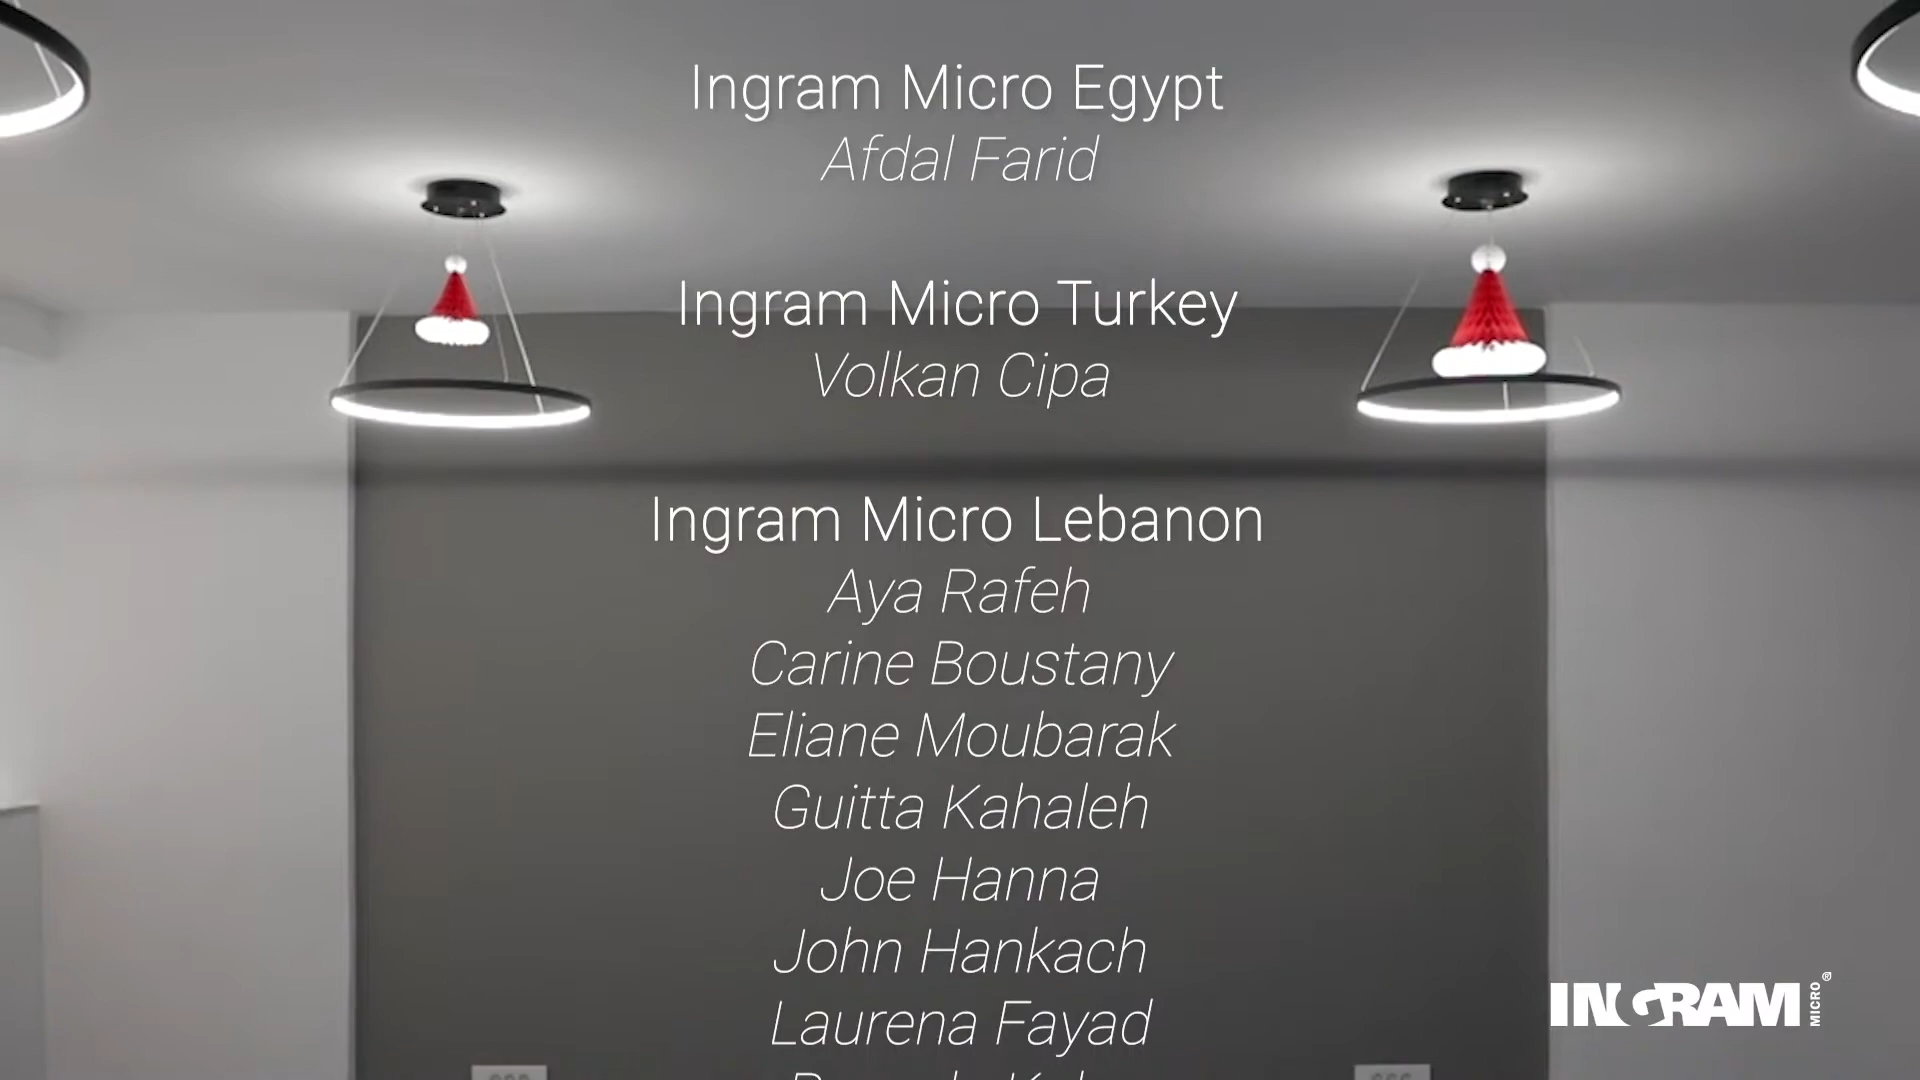 Ingram Micro Egypt
Afdal Farid
Ingram Micro Turkey
Volkan Cipa
Ingram Micro Lebanon
Aya Rafeh
Carine Boustany
Eliane Moubarak
Guitta Kahaleh
Joe Hanna
John Hankach
Laurena Fayad
INGRAM MICRO®